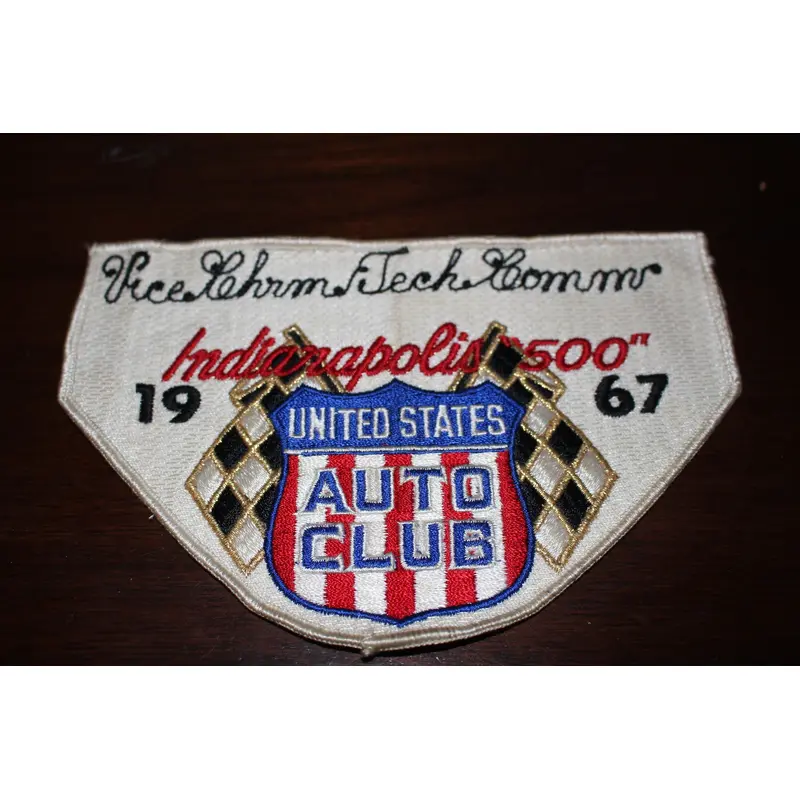 Vice Chrm/Tech Comm
Indianapolis "500"
19 67
UNITED STATES
AUTO
CLUB